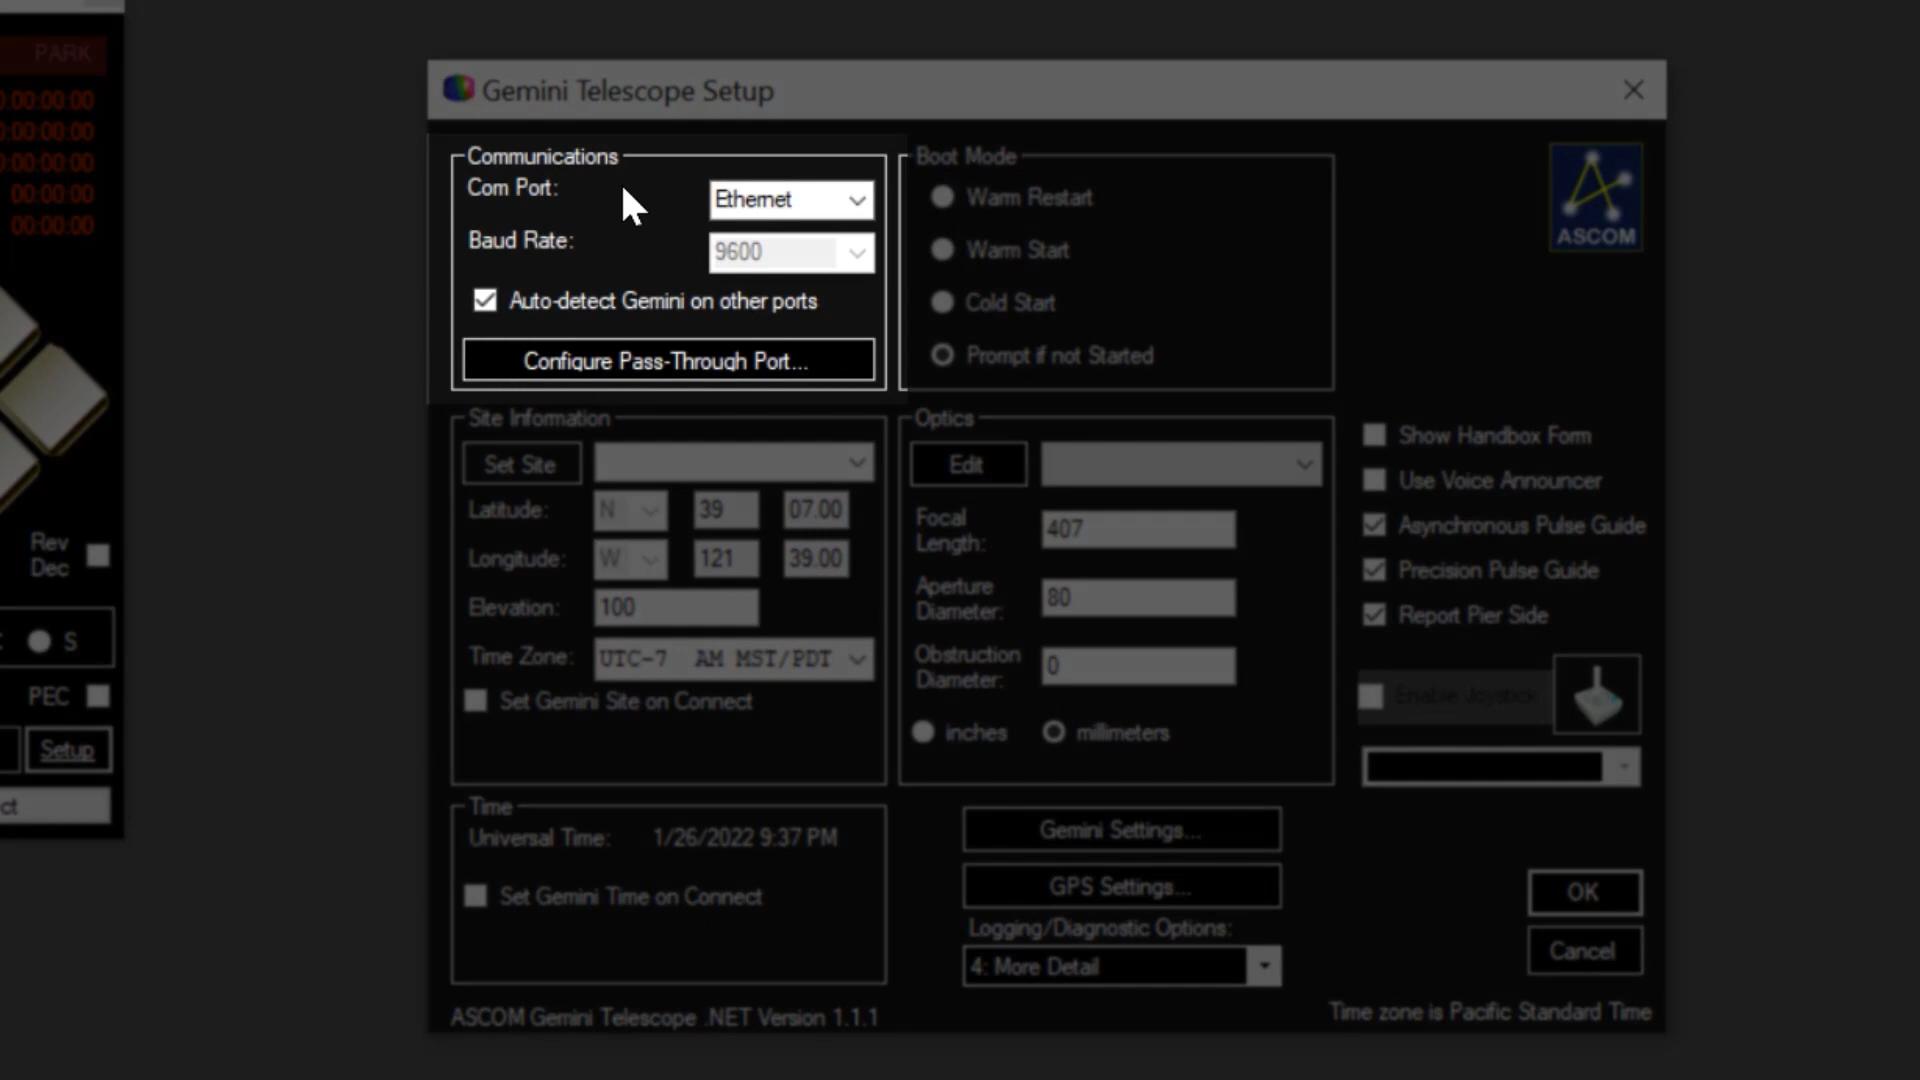 PARK
0:00:00:00
0:00:00:00
0:00:00:00
00:00:00
00:00:00
Rev
Dec
S
PEC
Setup
ct
Gemini Telescope Setup
Communications
Com Port:
Ethernet
Baud Rate:
9600
Auto-detect Gemini on other ports
Configure Pass-Through Port...
Boot Mode
Warm Restart
Warm Start
Cold Start
Prompt if not Started
ASCOM
Site Information
Set Site
Latitude: N 39 07.00
Longitude: W 121 39.00
Elevation: 100
Time Zone: UTC-7 AM MST/PDT
Set Gemini Site on Connect
Optics
Edit
Focal
Length:
407
Aperture
Diameter:
80
Obstruction
Diameter:
0
inches millimeters
Show Handbox Form
Use Voice Announcer
Asynchronous Pulse Guide
Precision Pulse Guide
Report Pier Side
Enable Joystick
Time
Universal Time: 1/26/2022 9:37 PM
Set Gemini Time on Connect
Gemini Settings...
GPS Settings...
Logging/Diagnostic Options:
4: More Detail
OK
Cancel
ASCOM Gemini Telescope .NET Version 1.1.1
Time zone is Pacific Standard Time